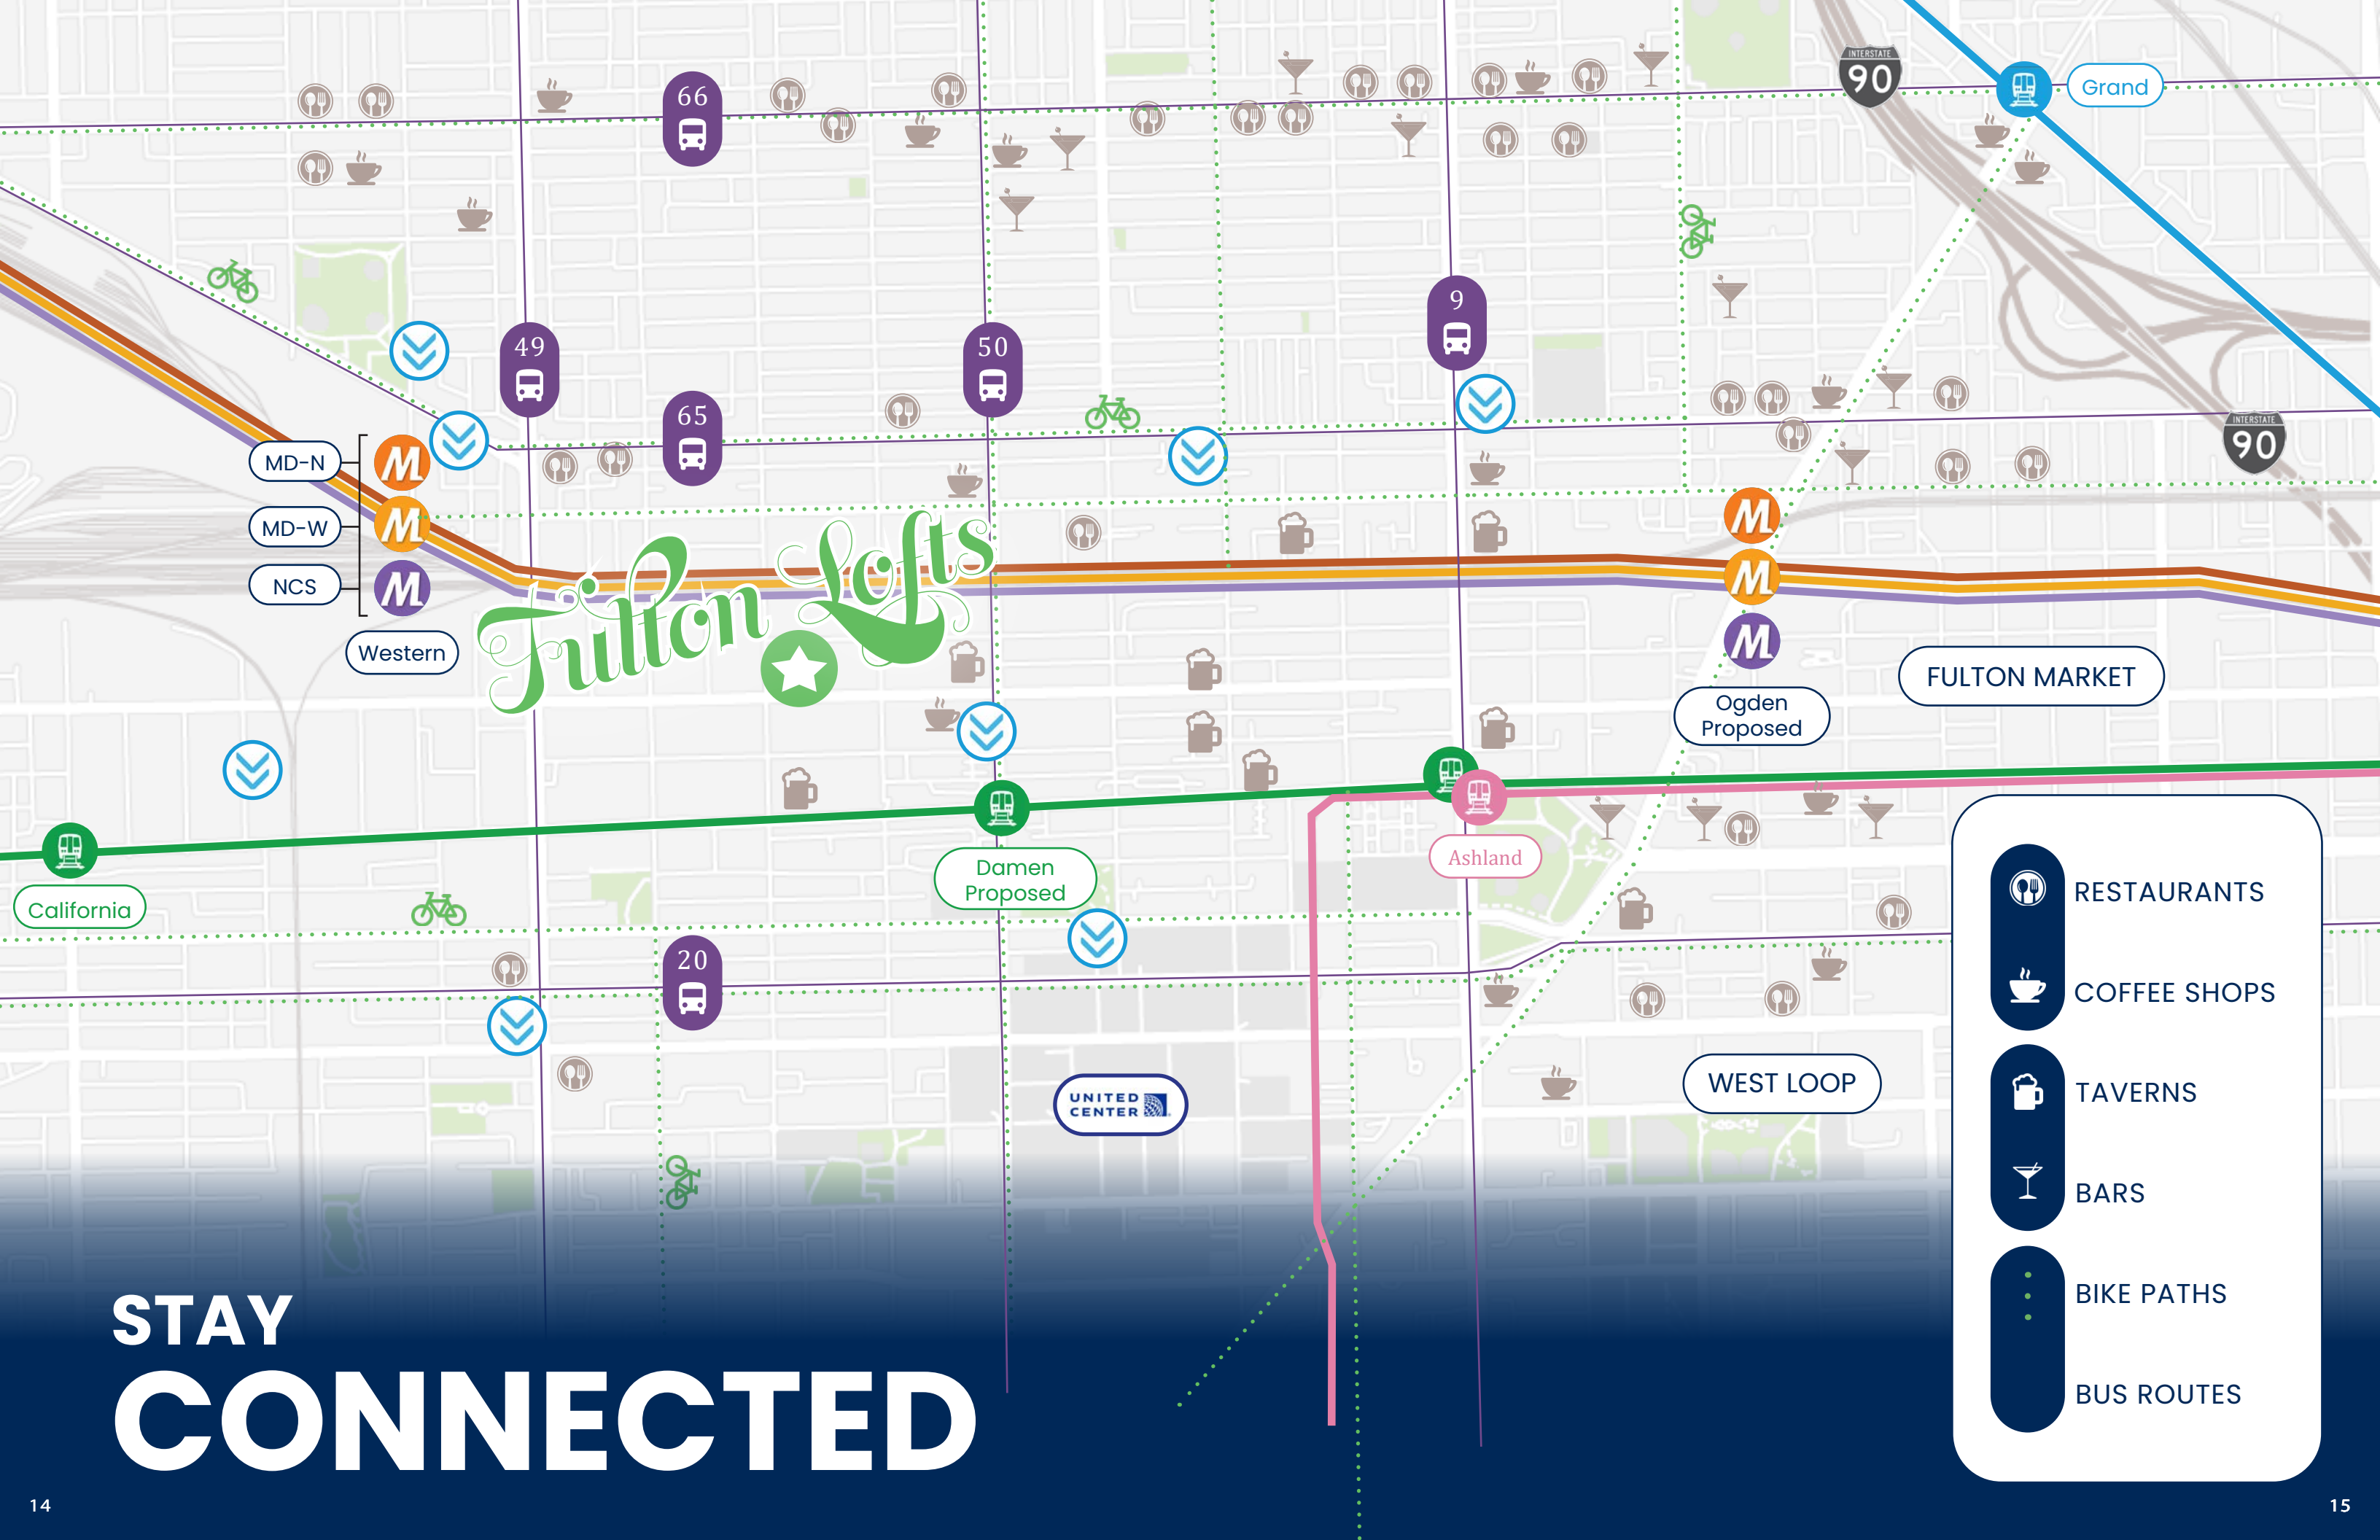 INTERSTATE
90
Grand
66
9
49
50
65
INTERSTATE
90
MD-N
M
MD-W
M
NCS
M
Western
Fulton Lofts
M
M
M
Ogden
Proposed
FULTON MARKET
California
Damen
Proposed
Ashland
20
UNITED
CENTER
WEST LOOP
RESTAURANTS
COFFEE SHOPS
TAVERNS
BARS
BIKE PATHS
BUS ROUTES
STAY
CONNECTED
14
15